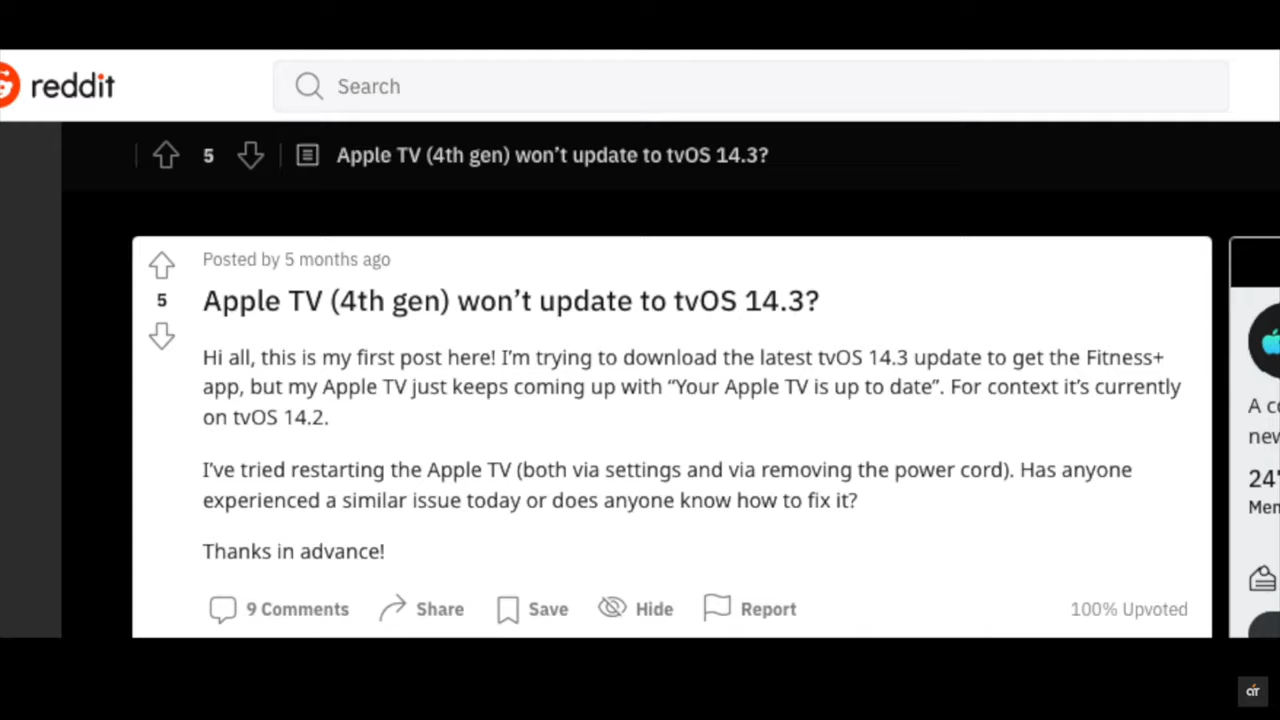 reddit
Search
5
Apple TV (4th gen) won’t update to tvOS 14.3?
Posted by 5 months ago
5
Apple TV (4th gen) won’t update to tvOS 14.3?
Hi all, this is my first post here! I’m trying to download the latest tvOS 14.3 update to get the Fitness+
app, but my Apple TV just keeps coming up with “Your Apple TV is up to date”. For context it’s currently
on tvOS 14.2.
I’ve tried restarting the Apple TV (both via settings and via removing the power cord). Has anyone
experienced a similar issue today or does anyone know how to fix it?
Thanks in advance!
9 Comments
Share
Save
Hide
Report
100% Upvoted